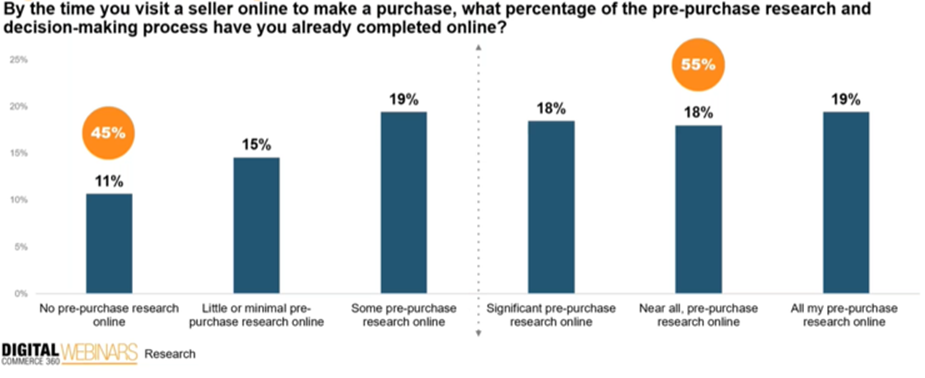 By the time you visit a seller online to make a purchase, what percentage of the pre-purchase research and
decision-making process have you already completed online?
25%
20%
15%
10%
5%
0%
45%
55%
11%
15%
19%
18%
18%
19%
No pre-purchase research
online
Little or minimal pre-
purchase research online
Some pre-purchase
research online
Significant pre-purchase
research online
Near all, pre-purchase
research online
All my pre-purchase
research online
DIGITAL WEBINARS Research
COMMERCE 360